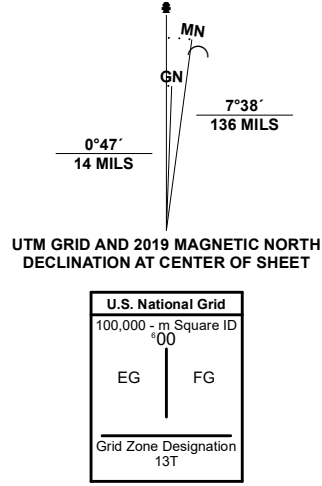 MN
GN
7°38´
136 MILS
0°47´
14 MILS
UTM GRID AND 2019 MAGNETIC NORTH
DECLINATION AT CENTER OF SHEET
U.S. National Grid
100,000 - m Square ID
⁶00
EG FG
Grid Zone Designation
13T